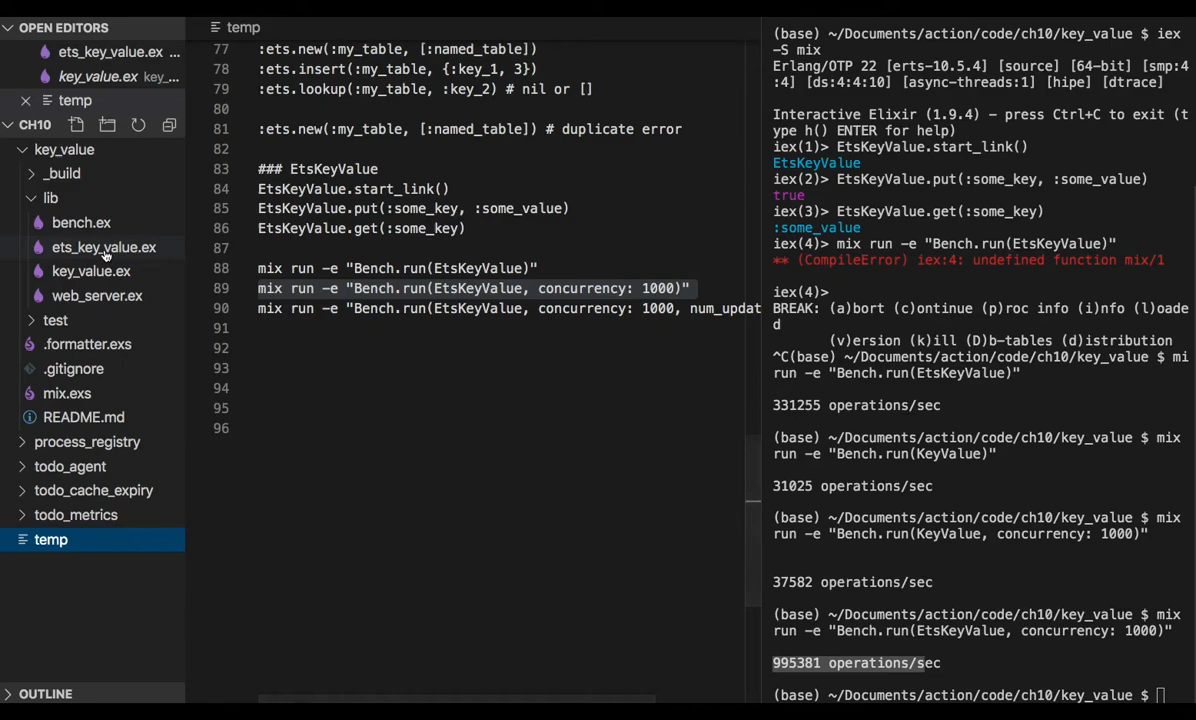 OPEN EDITORS
ets_key_value.ex ...
key_value.ex key_...
temp
CH10
key_value
_build
lib
bench.ex
ets_key_value.ex
key_value.ex
web_server.ex
test
.formatter.exs
.gitignore
mix.exs
README.md
process_registry
todo_agent
todo_cache_expiry
todo_metrics
temp
OUTLINE
temp
77 :ets.new(:my_table, [:named_table])
78 :ets.insert(:my_table, {:key_1, 3})
79 :ets.lookup(:my_table, :key_2) # nil or []
80
81 :ets.new(:my_table, [:named_table]) # duplicate error
82
83 ### EtsKeyValue
84 EtsKeyValue.start_link()
85 EtsKeyValue.put(:some_key, :some_value)
86 EtsKeyValue.get(:some_key)
87
88 mix run -e "Bench.run(EtsKeyValue)"
89 mix run -e "Bench.run(EtsKeyValue, concurrency: 1000)"
90 mix run -e "Bench.run(EtsKeyValue, concurrency: 1000, num_updat
91
92
93
94
95
96
(base) ~/Documents/action/code/ch10/key_value $ iex
-S mix
Erlang/OTP 22 [erts-10.5.4] [source] [64-bit] [smp:4
:4] [ds:4:4:10] [async-threads:1] [hipe] [dtrace]
Interactive Elixir (1.9.4) - press Ctrl+C to exit (t
ype h() ENTER for help)
iex(1)> EtsKeyValue.start_link()
EtsKeyValue
iex(2)> EtsKeyValue.put(:some_key, :some_value)
true
iex(3)> EtsKeyValue.get(:some_key)
:some_value
iex(4)> mix run -e "Bench.run(EtsKeyValue)"
** (CompileError) iex:4: undefined function mix/1
iex(4)>
BREAK: (a)bort (c)ontinue (p)roc info (i)nfo (l)oade
d
(v)ersion (k)ill (D)b-tables (d)istribution
^C(base) ~/Documents/action/code/ch10/key_value $ mi
run -e "Bench.run(EtsKeyValue)"
331255 operations/sec
(base) ~/Documents/action/code/ch10/key_value $ mix
run -e "Bench.run(KeyValue)"
31025 operations/sec
(base) ~/Documents/action/code/ch10/key_value $ mix
run -e "Bench.run(KeyValue, concurrency: 1000)"
37582 operations/sec
(base) ~/Documents/action/code/ch10/key_value $ mix
run -e "Bench.run(EtsKeyValue, concurrency: 1000)"
995381 operations/sec
(base) ~/Documents/action/code/ch10/key_value $